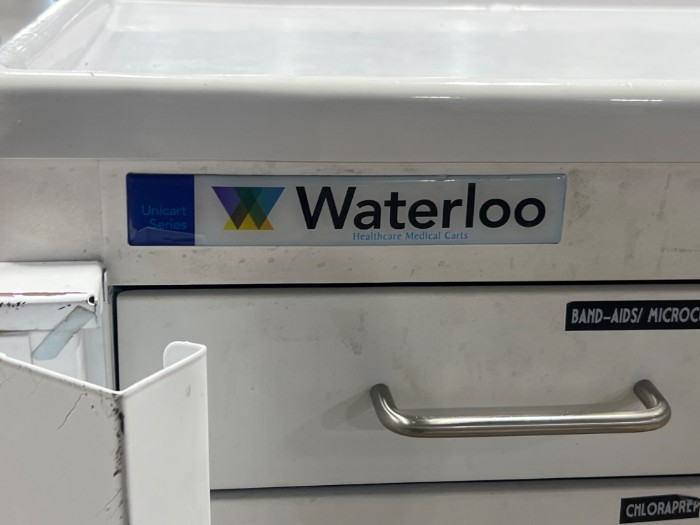 Unicart
Series
Waterloo
Healthcare Medical Carts
BAND-AIDS/